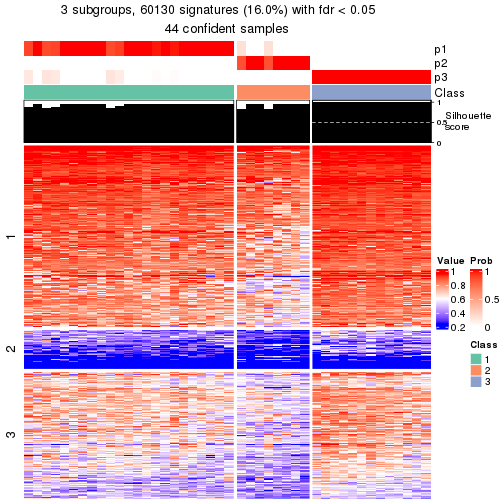 3 subgroups, 60130 signatures (16.0%) with fdr < 0.05
44 confident samples
p1
p2
p3
Class
1
0.5
0
Silhouette
score
1
2
3
Value
1
0.8
0.6
0.4
0.2
Prob
1
0.5
0
Class
1
2
3